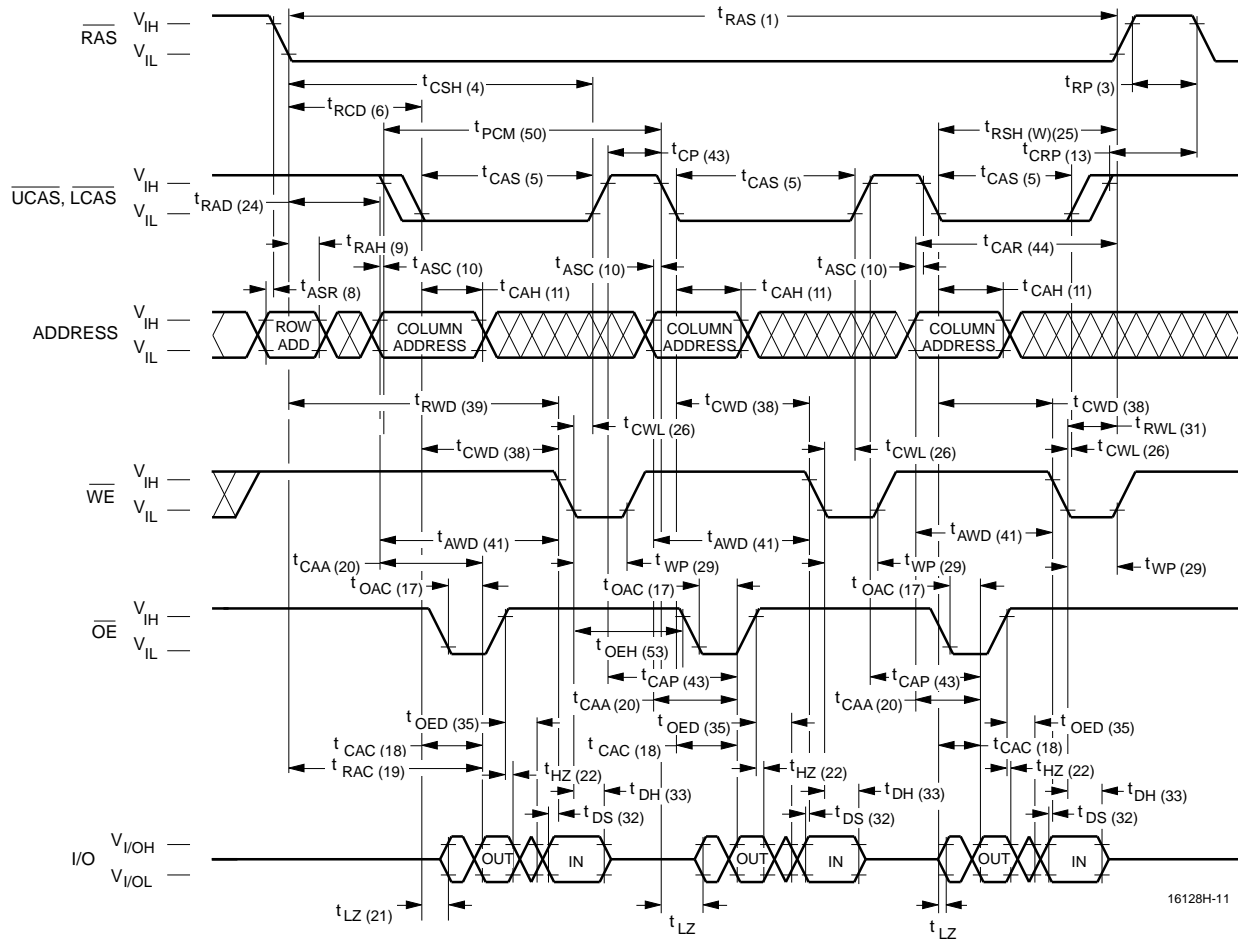 t RAS (1)
RAS V IH
V IL
t CSH (4)
t RP (3)
t RCD (6)
t PCM (50)
t RSH (W)(25)
t CP (43)
t CRP (13)
UCAS, LCAS V IH
V IL
t CAS (5) t CAS (5) t CAS (5)
t RAD (24)
t RAH (9)
t CAR (44)
t ASC (10) t ASC (10) t ASC (10)
t ASR (8)
t CAH (11) t CAH (11) t CAH (11)
ADDRESS V IH
V IL
ROW ADD
COLUMN ADDRESS COLUMN ADDRESS COLUMN ADDRESS
t RWD (39) t CWD (38) t CWD (38)
t CWL (26) t RWL (31)
t CWD (38) t CWL (26) t CWL (26)
WE V IH
V IL
t AWD (41) t AWD (41) t AWD (41)
t CAA (20) t WP (29) t WP (29) t WP (29)
t OAC (17) t OAC (17) t OAC (17)
OE V IH
V IL
t OEH (53)
t CAP (43) t CAP (43)
t CAA (20) t CAA (20)
t OED (35) t OED (35) t OED (35)
t CAC (18) t CAC (18) t CAC (18)
t RAC (19) t HZ (22) t HZ (22) t HZ (22)
t DH (33) t DH (33) t DH (33)
t DS (32) t DS (32) t DS (32)
I/O V I/OH
V I/OL
OUT IN OUT IN OUT IN
16128H-11
t LZ (21) t LZ t LZ